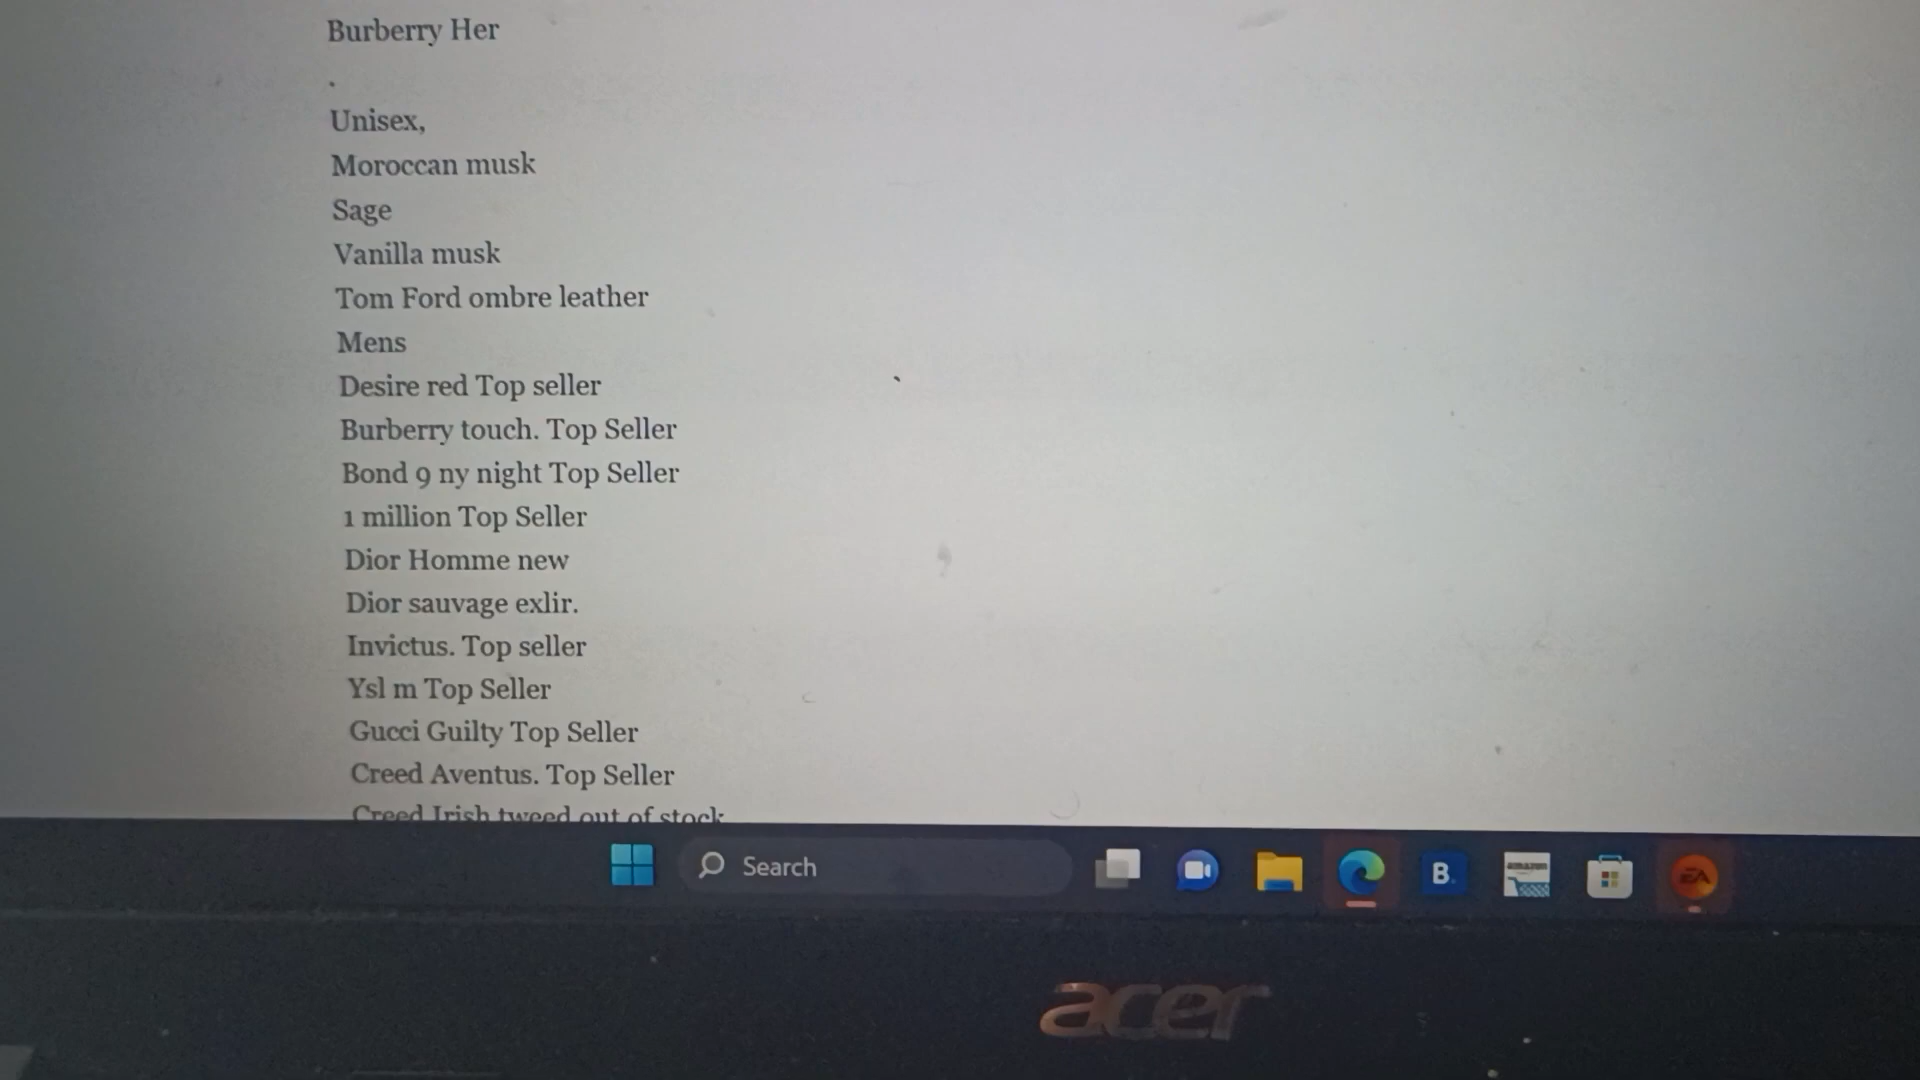 Burberry Her
.
Unisex,
Moroccan musk
Sage
Vanilla musk
Tom Ford ombre leather
Mens
Desire red Top seller
Burberry touch. Top Seller
Bond 9 ny night Top Seller
1 million Top Seller
Dior Homme new
Dior sauvage exlir.
Invictus. Top seller
Ysl m Top Seller
Gucci Guilty Top Seller
Creed Aventus. Top Seller
Creed Irish tweed out of stock
Search
B.
amazon
EA
acer